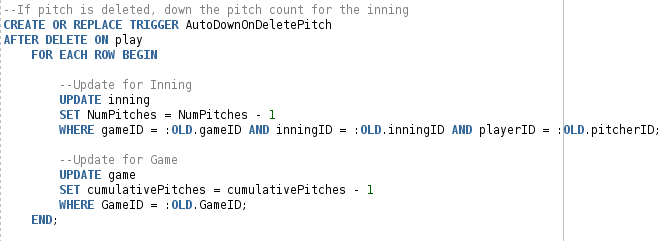 --If pitch is deleted, down the pitch count for the inning
CREATE OR REPLACE TRIGGER AutoDownOnDeletePitch
AFTER DELETE ON play
    FOR EACH ROW BEGIN

        --Update for Inning
        UPDATE inning
        SET NumPitches = NumPitches - 1
        WHERE gameID = :OLD.gameID AND inningID = :OLD.inningID AND playerID = :OLD.pitcherID;

        --Update for Game
        UPDATE game
        SET cumulativePitches = cumulativePitches - 1
        WHERE GameID = :OLD.GameID;
    END;